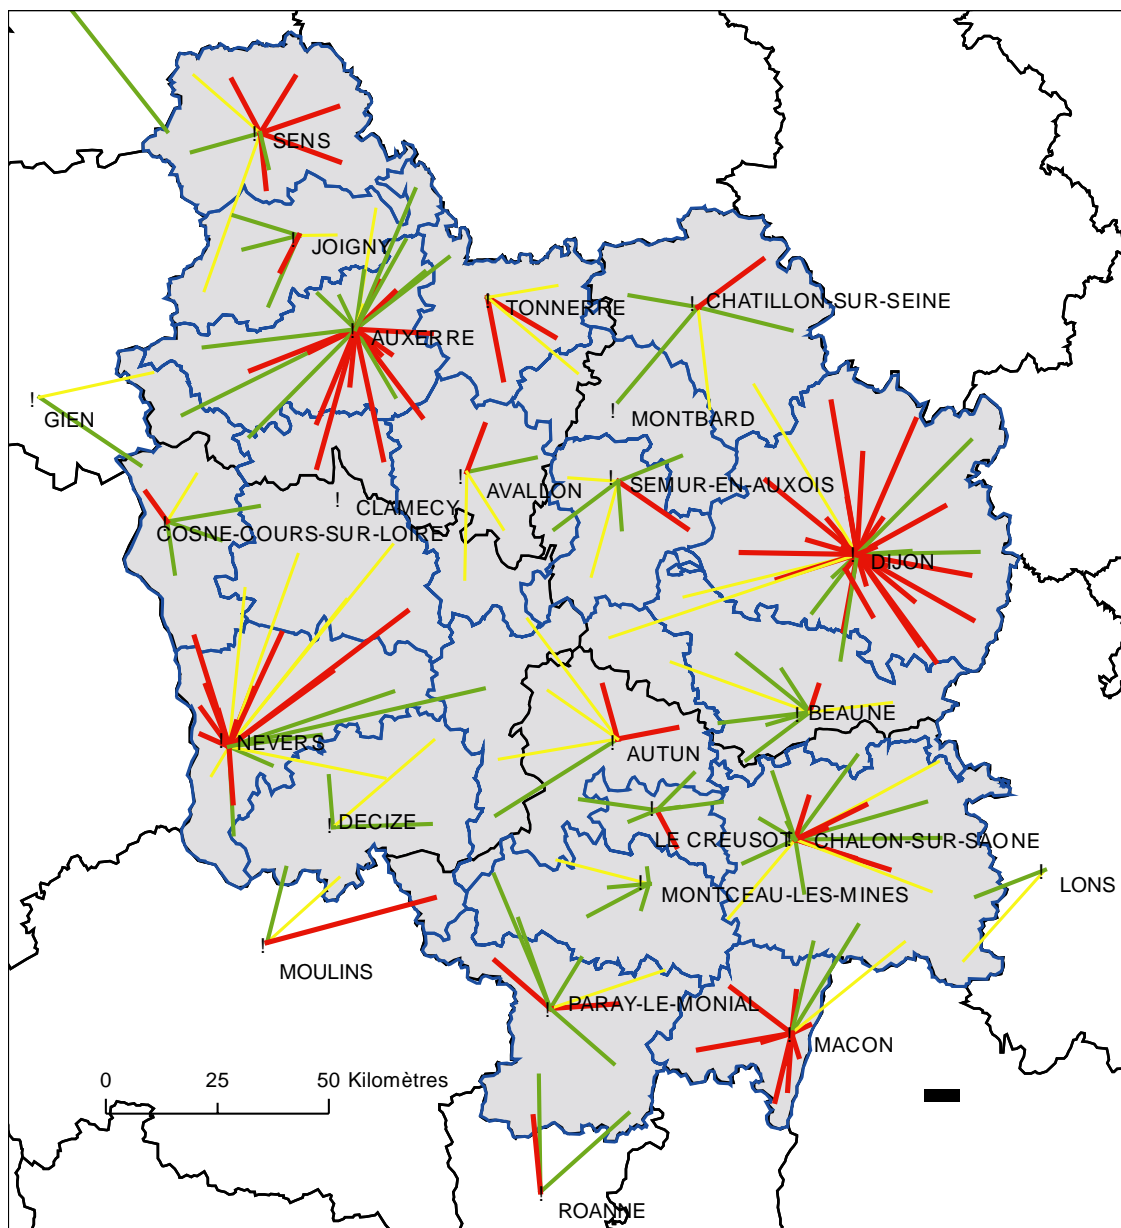 SENS
JOIGNY
TONNERRE
CHATILLON-SUR-SEINE
AUXERRE
GIEN
MONTBARD
AVALLON
SEMUR-EN-AUXOIS
CLAMECY
COSNE-COURS-SUR-LOIRE
DIJON
BEAUNE
NEVERS
AUTUN
DECIZE
LE CREUSOT
CHALON-SUR-SAONE
MONTCEAU-LES-MINES
LONS
MOULINS
PARAY-LE-MONIAL
MACON
0 25 50 Kilomètres
ROANNE